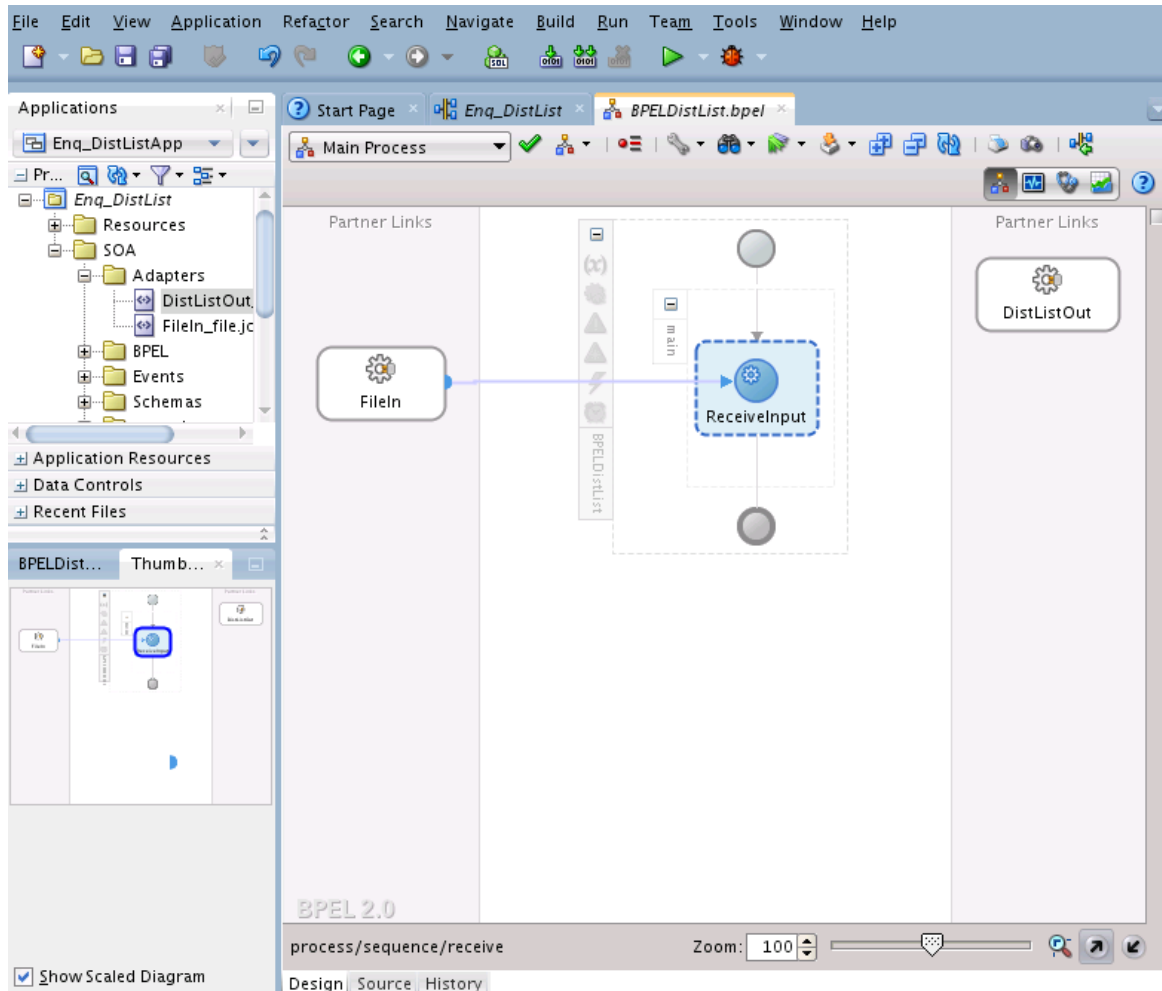 File Edit View Application Refactor Search Navigate Build Run Team Tools Window Help
SQL
Applications
Start Page
Enq_DistList
BPELDistList.bpel
Enq_DistListApp
Main Process
Pr...
Enq_DistList
Resources
SOA
Adapters
DistListOut
FileIn_file.jc
BPEL
Events
Schemas
Application Resources
Data Controls
Recent Files
BPELDist...
Thumb...
Show Scaled Diagram
Partner Links
Partner Links
(x)
main
BPELDistList
FileIn
ReceiveInput
DistListOut
BPEL 2.0
process/sequence/receive
Zoom: 100
Design Source History